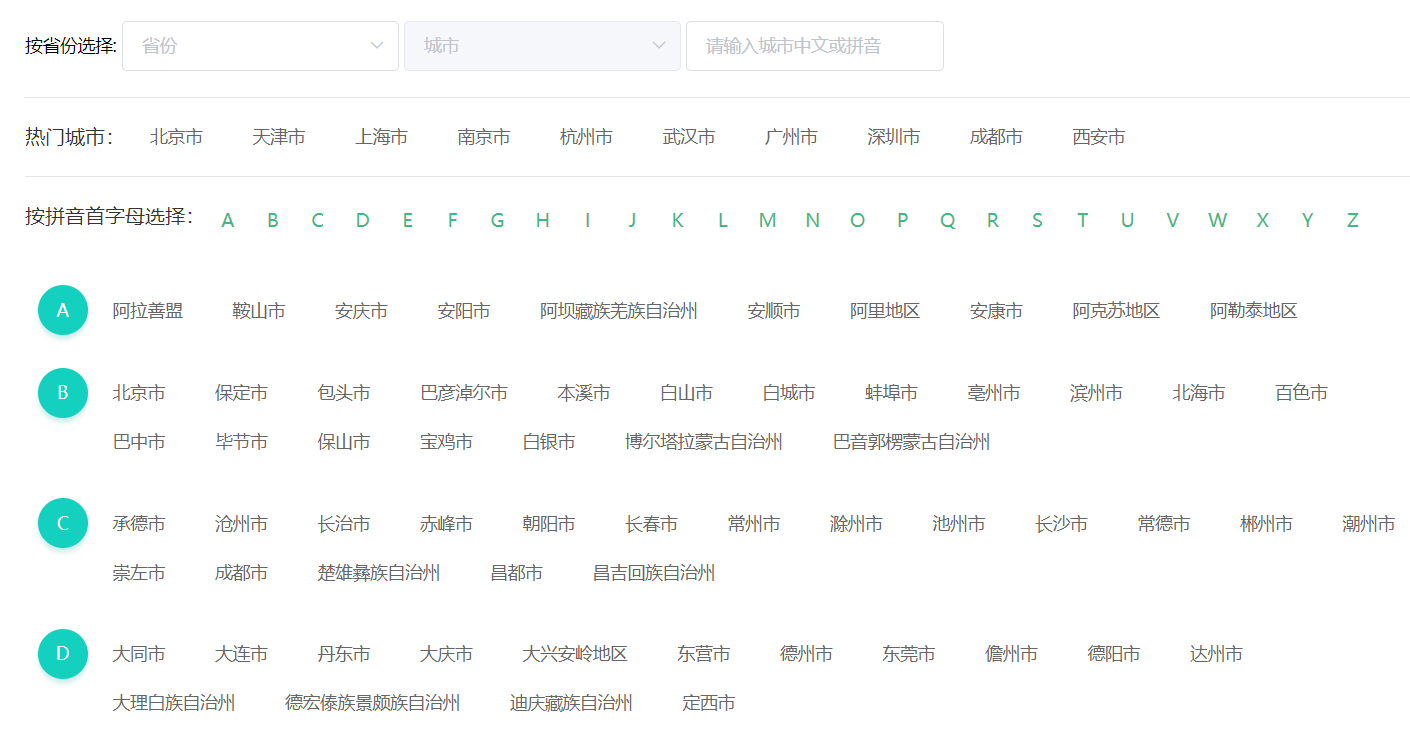 按省份选择: 省份 城市 请输入城市中文或拼音
热门城市： 北京市 天津市 上海市 南京市 杭州市 武汉市 广州市 深圳市 成都市 西安市
按拼音首字母选择： A B C D E F G H I J K L M N O P Q R S T U V W X Y Z
A 阿拉善盟 鞍山市 安庆市 安阳市 阿坝藏族羌族自治州 安顺市 阿里地区 安康市 阿克苏地区 阿勒泰地区
B 北京市 保定市 包头市 巴彦淖尔市 本溪市 白山市 白城市 蚌埠市 亳州市 滨州市 北海市 百色市
巴中市 毕节市 保山市 宝鸡市 白银市 博尔塔拉蒙古自治州 巴音郭楞蒙古自治州
C 承德市 沧州市 长治市 赤峰市 朝阳市 长春市 常州市 滁州市 池州市 长沙市 常德市 郴州市 潮州市
崇左市 成都市 楚雄彝族自治州 昌都市 昌吉回族自治州
D 大同市 大连市 丹东市 大庆市 大兴安岭地区 东营市 德州市 东莞市 儋州市 德阳市 达州市
大理白族自治州 德宏傣族景颇族自治州 迪庆藏族自治州 定西市